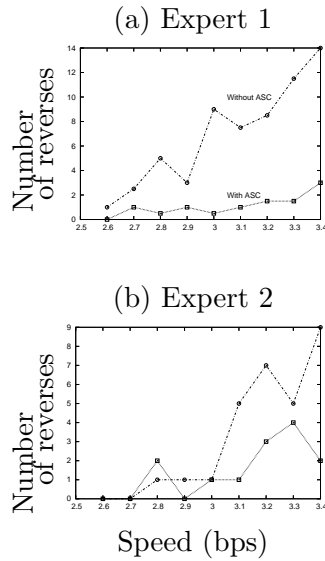 (a) Expert 1
Number
of reverses
14
12
10
8
6
4
2
0
Without ASC
With ASC
2.5 2.6 2.7 2.8 2.9 3 3.1 3.2 3.3 3.4
(b) Expert 2
Number
of reverses
9
8
7
6
5
4
3
2
1
0
2.5 2.6 2.7 2.8 2.9 3 3.1 3.2 3.3 3.4
Speed (bps)